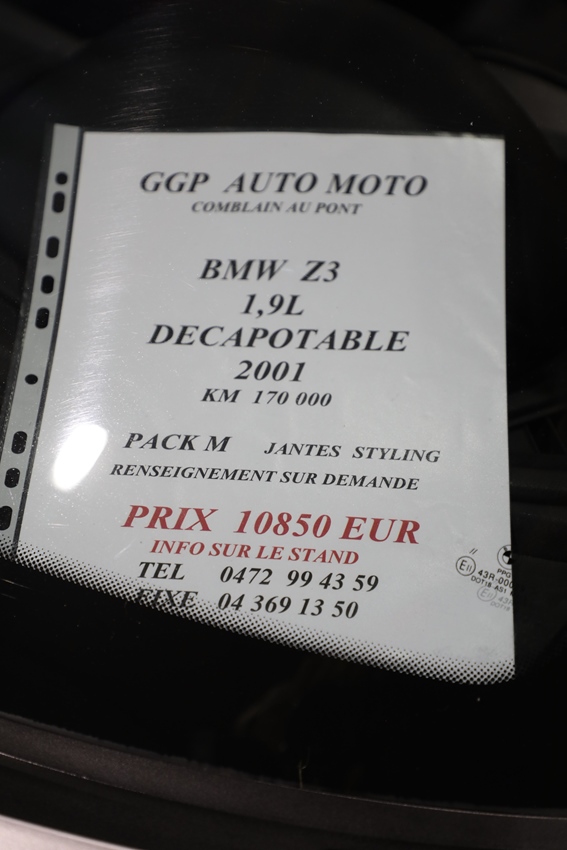 GGP AUTO MOTO
COMBLAIN AU PONT
BMW Z3
1,9L
DECAPOTABLE
2001
KM 170 000
PACK M JANTES STYLING
RENSEIGNEMENT SUR DEMANDE
PRIX 10850 EUR
INFO SUR LE STAND
TEL 0472 99 43 59
FIXE 04 369 13 50